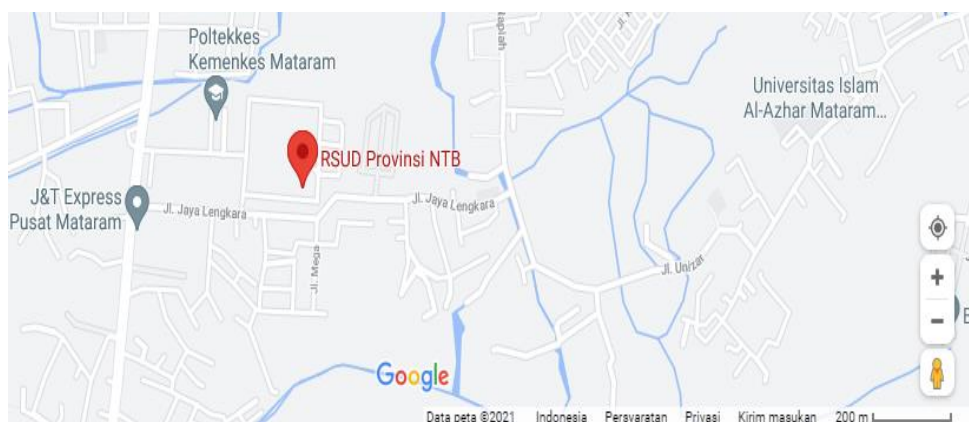 Poltekkes
Kemenkes Mataram
Universitas Islam
Al-Azhar Mataram...
RSUD Provinsi NTB
J&T Express
Pusat Mataram
Jl. Jaya Lengkara
Jl. Jaya Lengkara
Jl. Mega
Jl. Unizar
Google
Data peta ©2021 Indonesia Persyaratan Privasi Kirim masukan 200 m